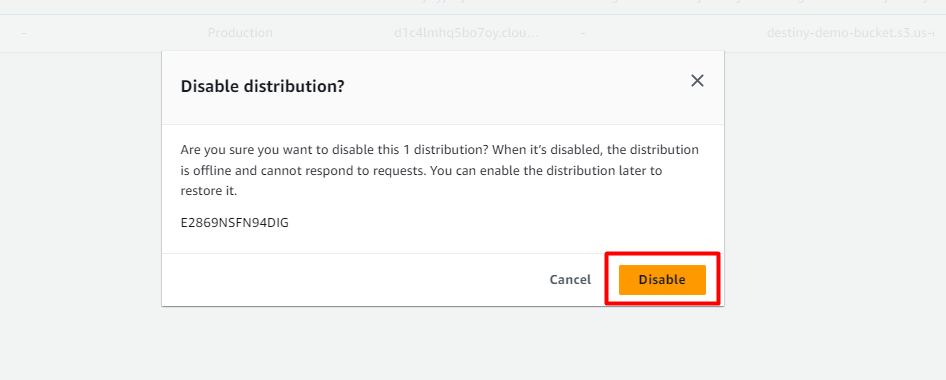 - Production d1c4lmhq5bo7oy.clou... - destiny-demo-bucket.s3.us-
Disable distribution?
Are you sure you want to disable this 1 distribution? When it's disabled, the distribution
is offline and cannot respond to requests. You can enable the distribution later to
restore it.
E2869NSFN94DIG
Cancel Disable